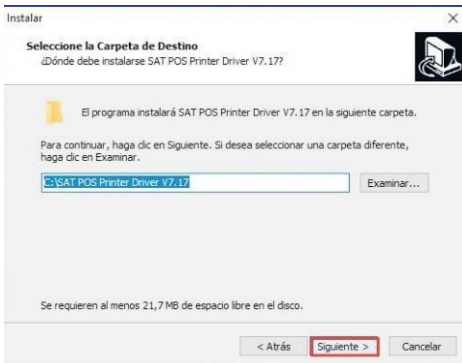 Instalar
Seleccione la Carpeta de Destino
¿Dónde debe instalarse SAT POS Printer Driver V7.17?
El programa instalará SAT POS Printer Driver V7.17 en la siguiente carpeta.
Para continuar, haga clic en Siguiente. Si desea seleccionar una carpeta diferente,
haga clic en Examinar.
C:\SAT POS Printer Driver V7.17
Examinar...
Se requieren al menos 21,7 MB de espacio libre en el disco.
< Atrás
Siguiente >
Cancelar